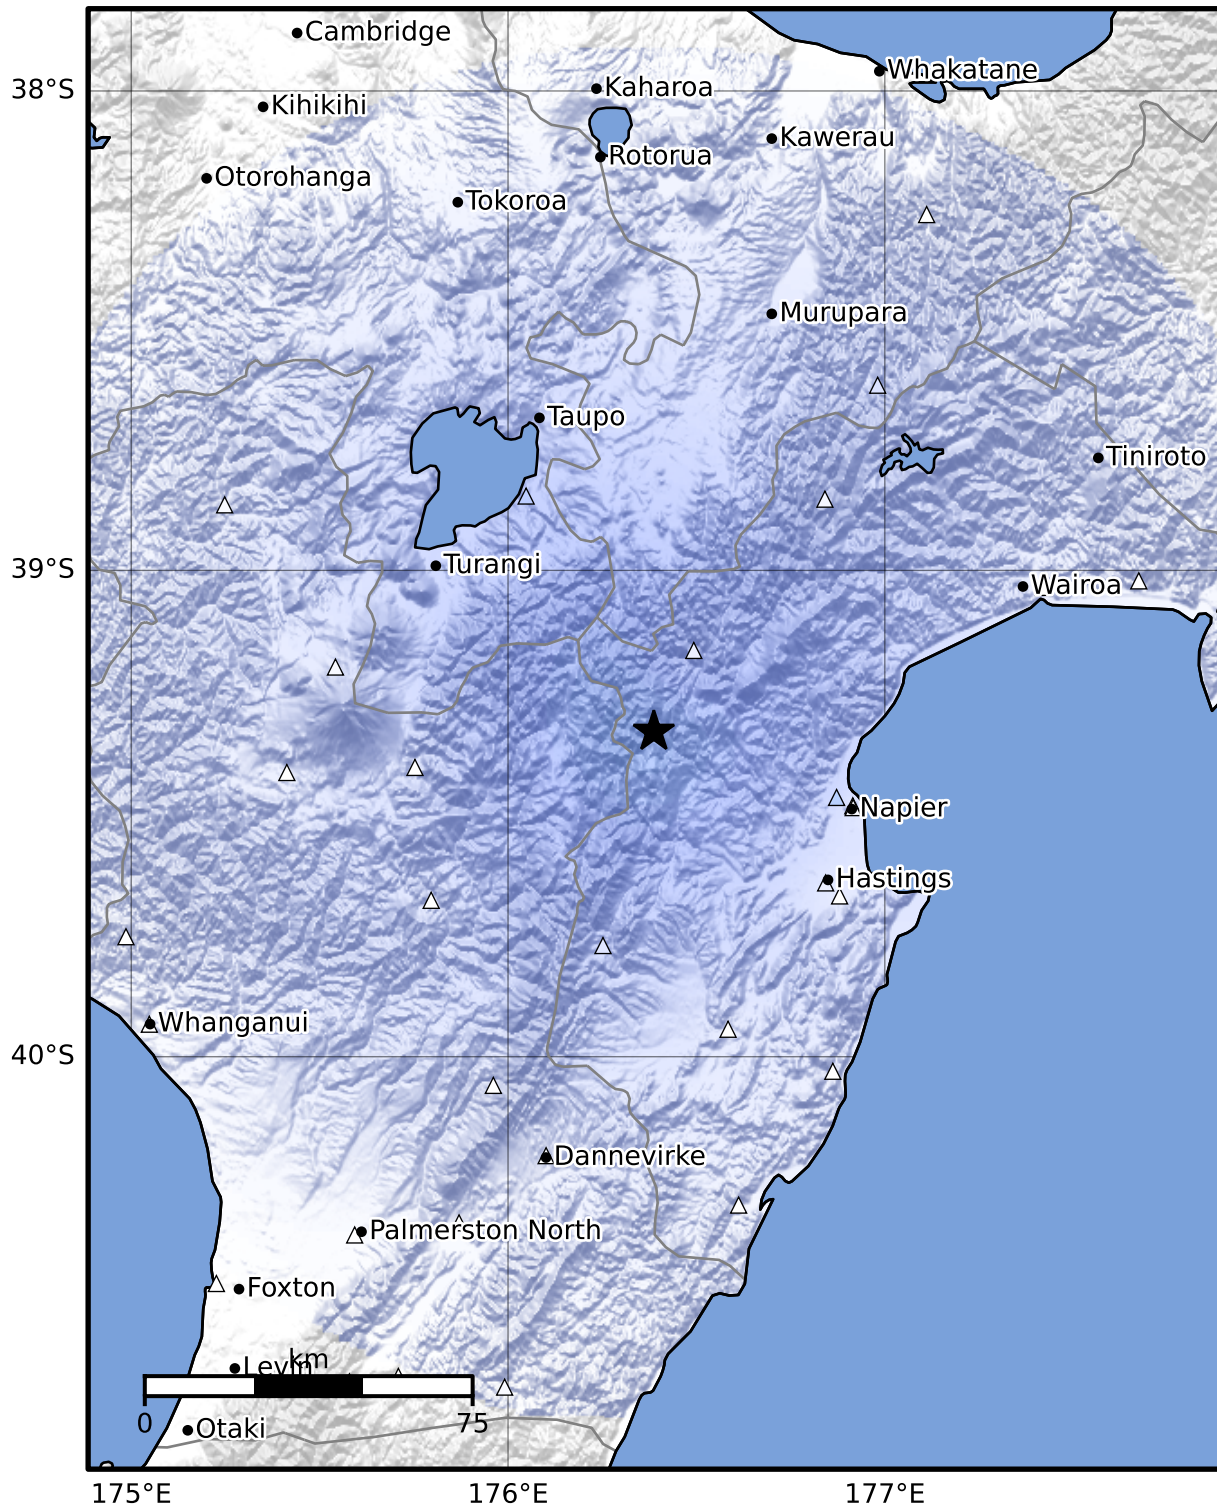 Cambridge
Whakatane
38°S
Kaharoa
Kihikihi
Kawerau
Rotorua
Otorohanga
Tokoroa
Murupara
Taupo
Tiniroto
Turangi
39°S
Wairoa
Napier
Hastings
Whanganui
40°S
Dannevirke
Palmerston North
Foxton
km
Levin
0
75
Otaki
175°E
176°E
177°E